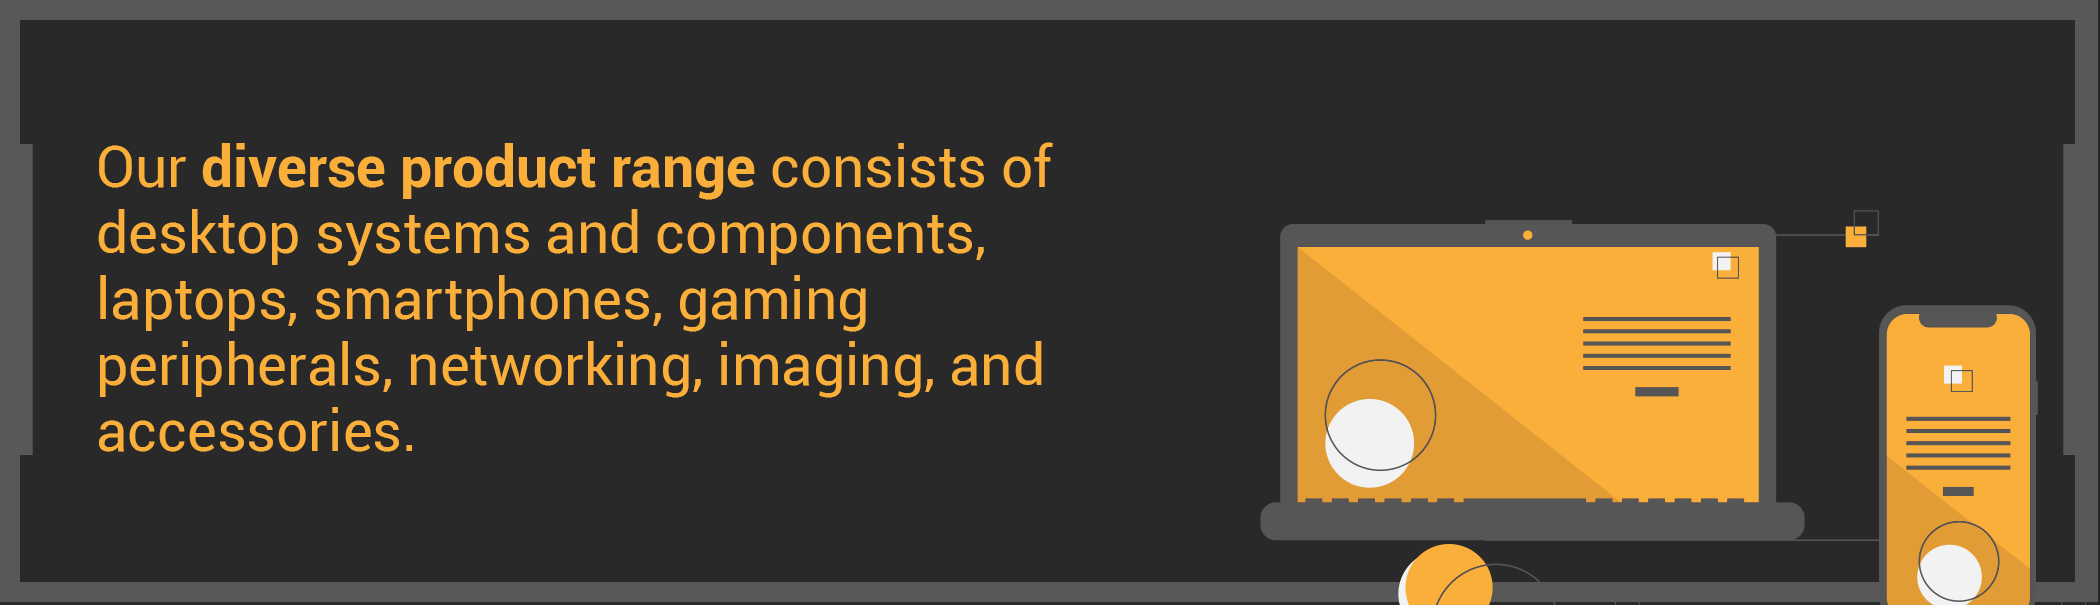 Our diverse product range consists of
desktop systems and components,
laptops, smartphones, gaming
peripherals, networking, imaging, and
accessories.